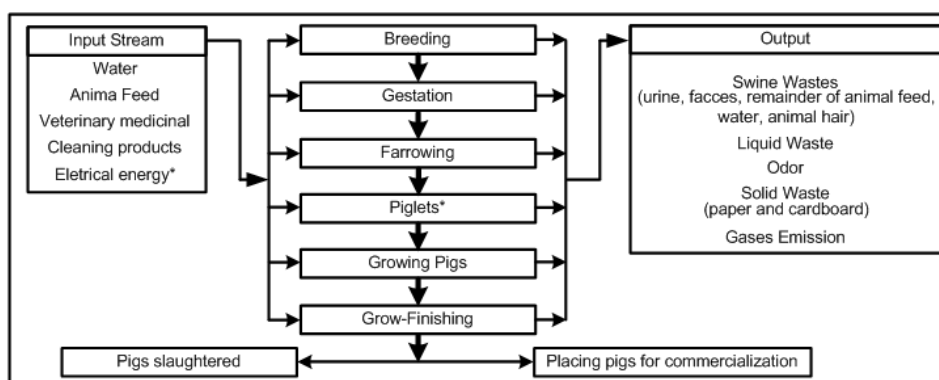 Input Stream
Water
Anima Feed
Veterinary medicinal
Cleaning products
Eletrical energy*
Breeding
Gestation
Farrowing
Piglets*
Growing Pigs
Grow-Finishing
Output
Swine Wastes
(urine, facces, remainder of animal feed,
water, animal hair)
Liquid Waste
Odor
Solid Waste
(paper and cardboard)
Gases Emission
Pigs slaughtered
Placing pigs for commercialization